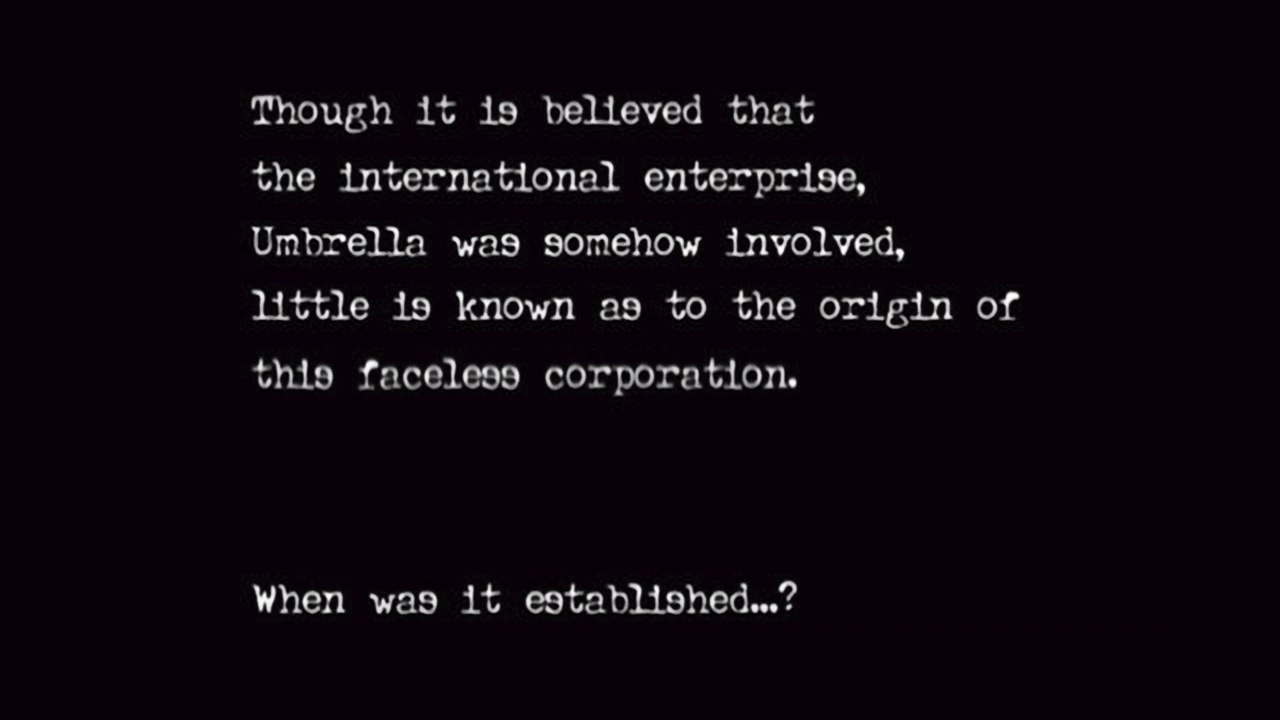 Though it is believed that
the international enterprise,
Umbrella was somehow involved,
little is known as to the origin of
this faceless corporation.
When was it established...?